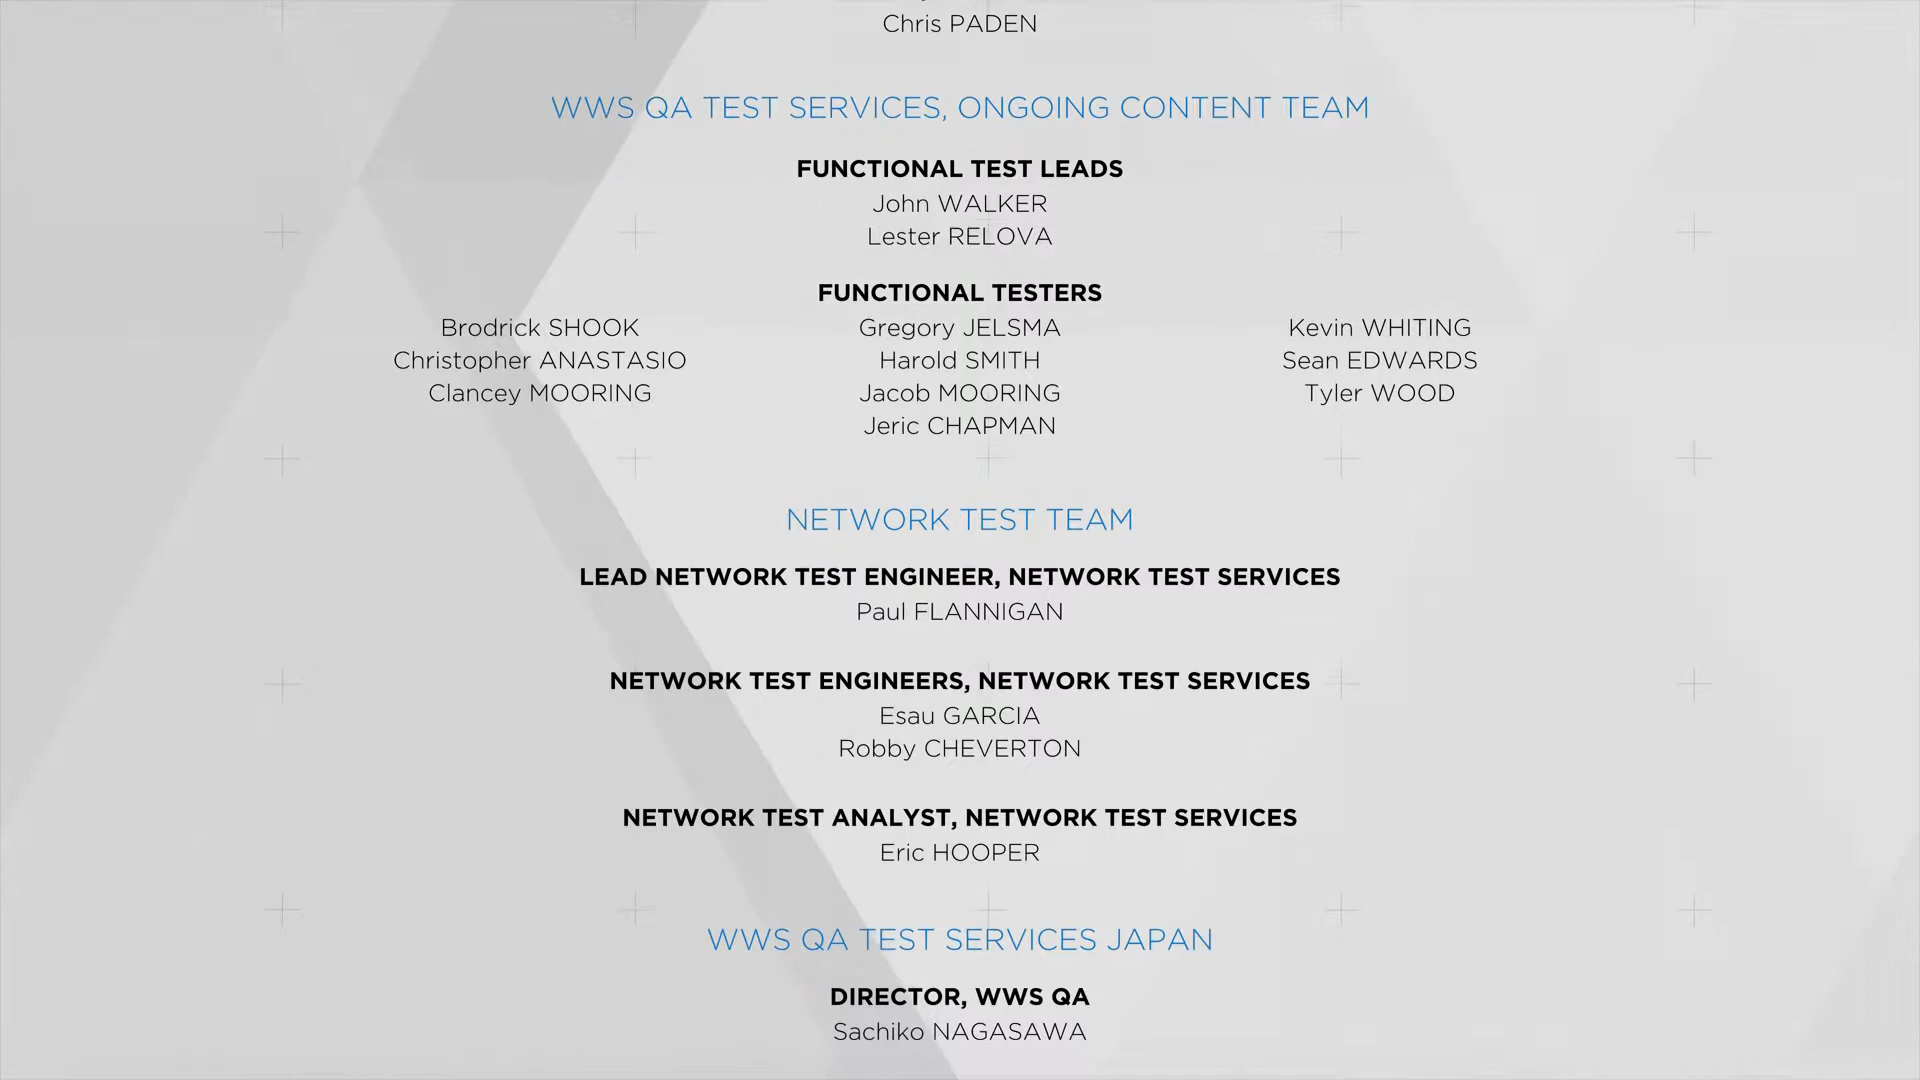 Chris PADEN
WWS QA TEST SERVICES, ONGOING CONTENT TEAM
FUNCTIONAL TEST LEADS
John WALKER
Lester RELOVA
FUNCTIONAL TESTERS
Brodrick SHOOK
Christopher ANASTASIO
Clancey MOORING
Gregory JELSMA
Harold SMITH
Jacob MOORING
Jeric CHAPMAN
Kevin WHITING
Sean EDWARDS
Tyler WOOD
NETWORK TEST TEAM
LEAD NETWORK TEST ENGINEER, NETWORK TEST SERVICES
Paul FLANNIGAN
NETWORK TEST ENGINEERS, NETWORK TEST SERVICES
Esau GARCIA
Robby CHEVERTON
NETWORK TEST ANALYST, NETWORK TEST SERVICES
Eric HOOPER
WWS QA TEST SERVICES JAPAN
DIRECTOR, WWS QA
Sachiko NAGASAWA